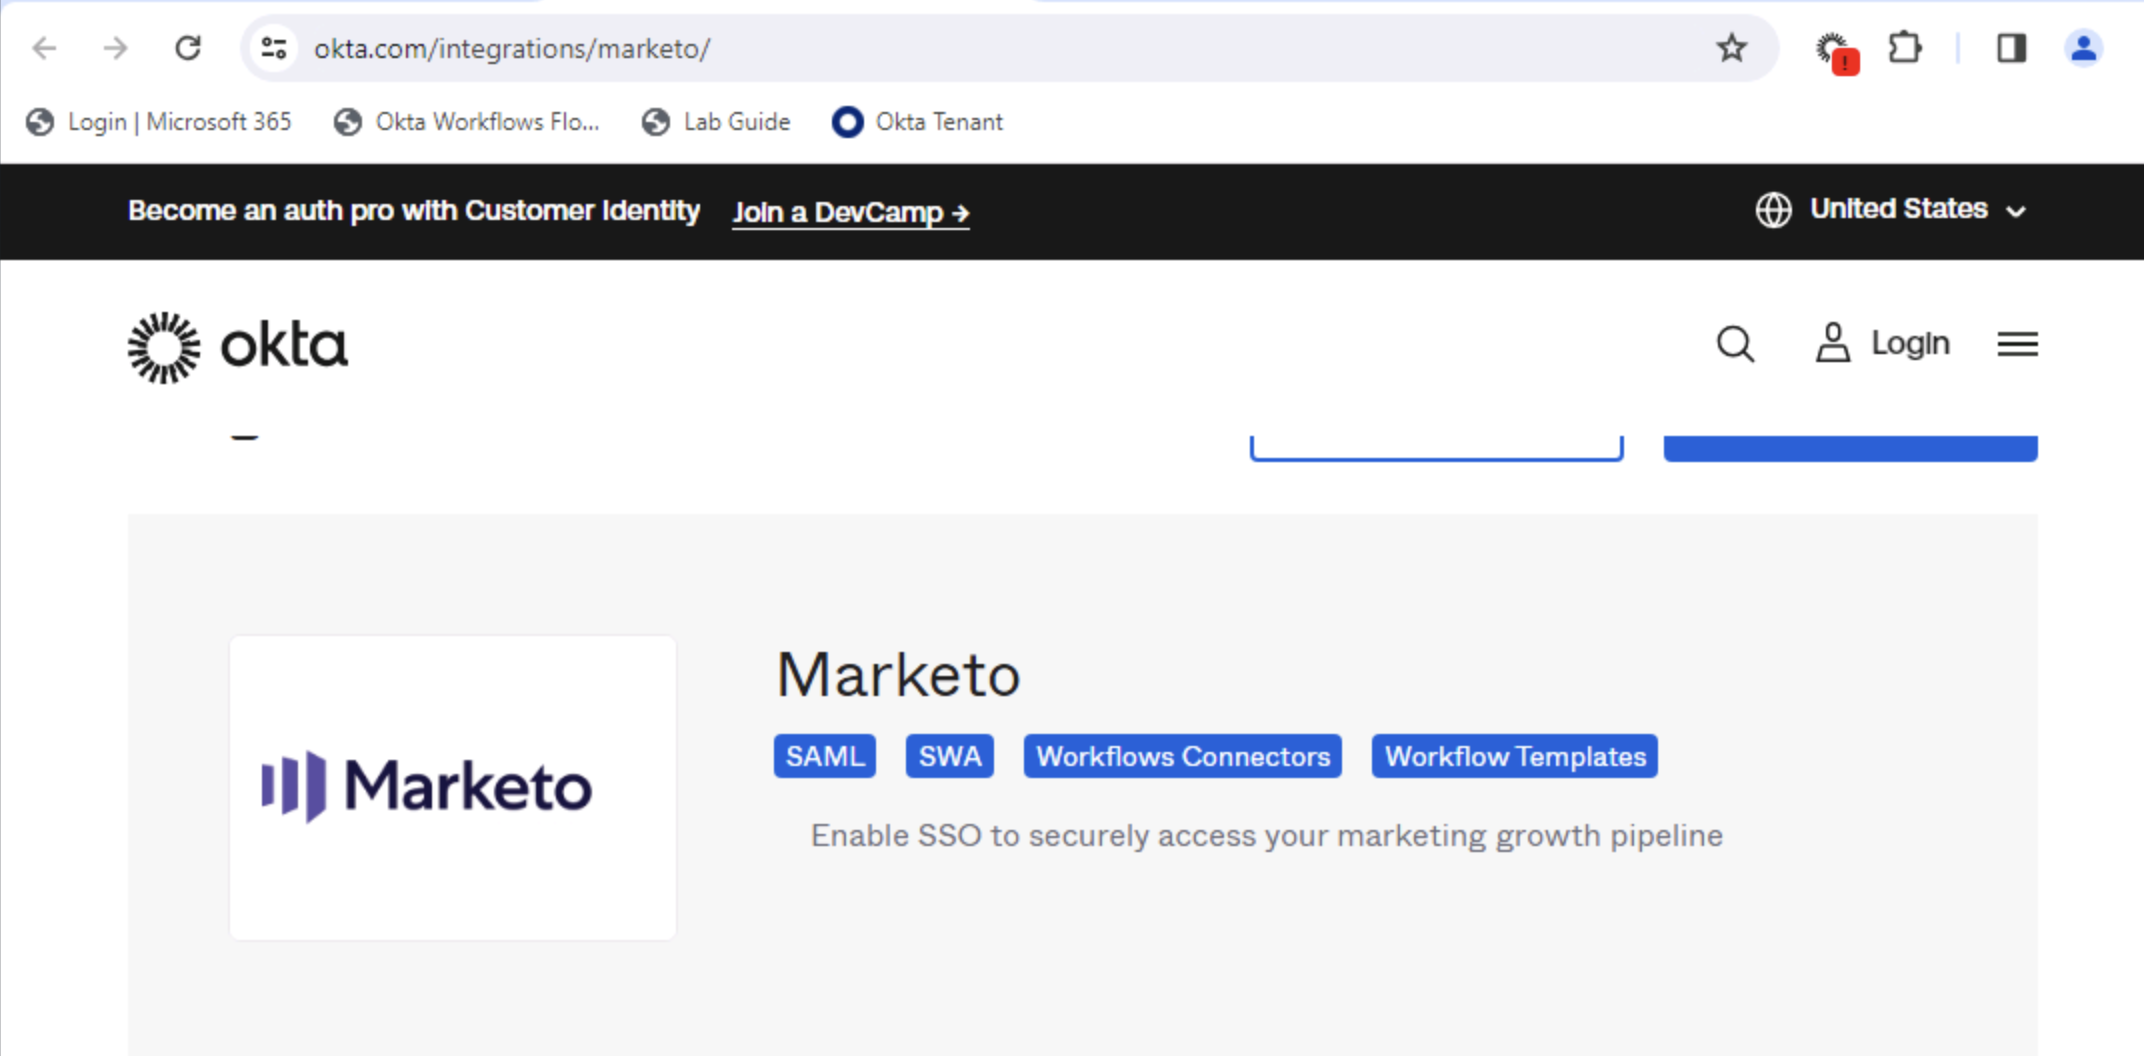 okta.com/integrations/marketo/
Login | Microsoft 365
Okta Workflows Flo...
Lab Guide
Okta Tenant
Become an auth pro with Customer Identity
Join a DevCamp →
United States
okta
Login
Marketo
Marketo
SAML
SWA
Workflows Connectors
Workflow Templates
Enable SSO to securely access your marketing growth pipeline